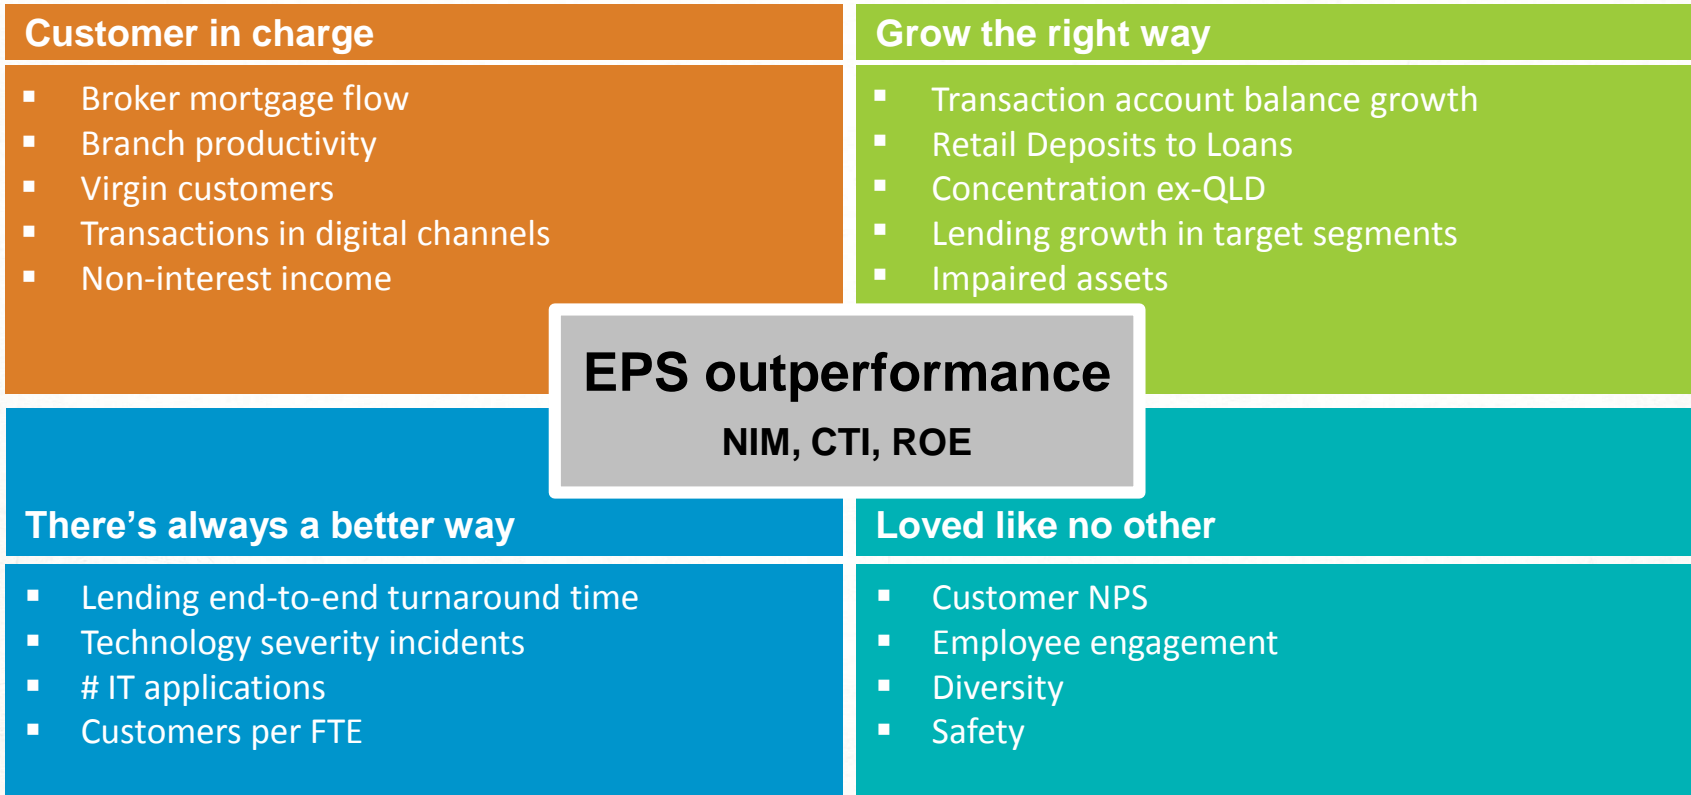 Customer in charge
▪ Broker mortgage flow
▪ Branch productivity
▪ Virgin customers
▪ Transactions in digital channels
▪ Non-interest income
Grow the right way
▪ Transaction account balance growth
▪ Retail Deposits to Loans
▪ Concentration ex-QLD
▪ Lending growth in target segments
▪ Impaired assets
EPS outperformance
NIM, CTI, ROE
There’s always a better way
▪ Lending end-to-end turnaround time
▪ Technology severity incidents
▪ # IT applications
▪ Customers per FTE
Loved like no other
▪ Customer NPS
▪ Employee engagement
▪ Diversity
▪ Safety